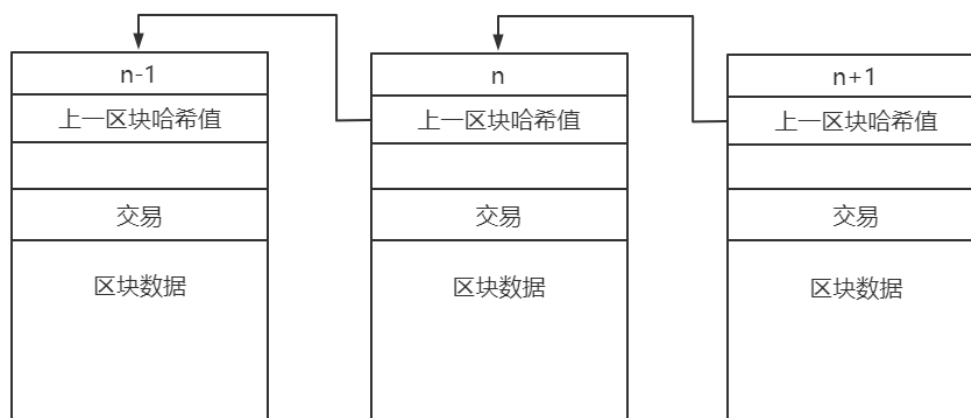 n-1
上一区块哈希值
交易
区块数据
n
上一区块哈希值
交易
区块数据
n+1
上一区块哈希值
交易
区块数据